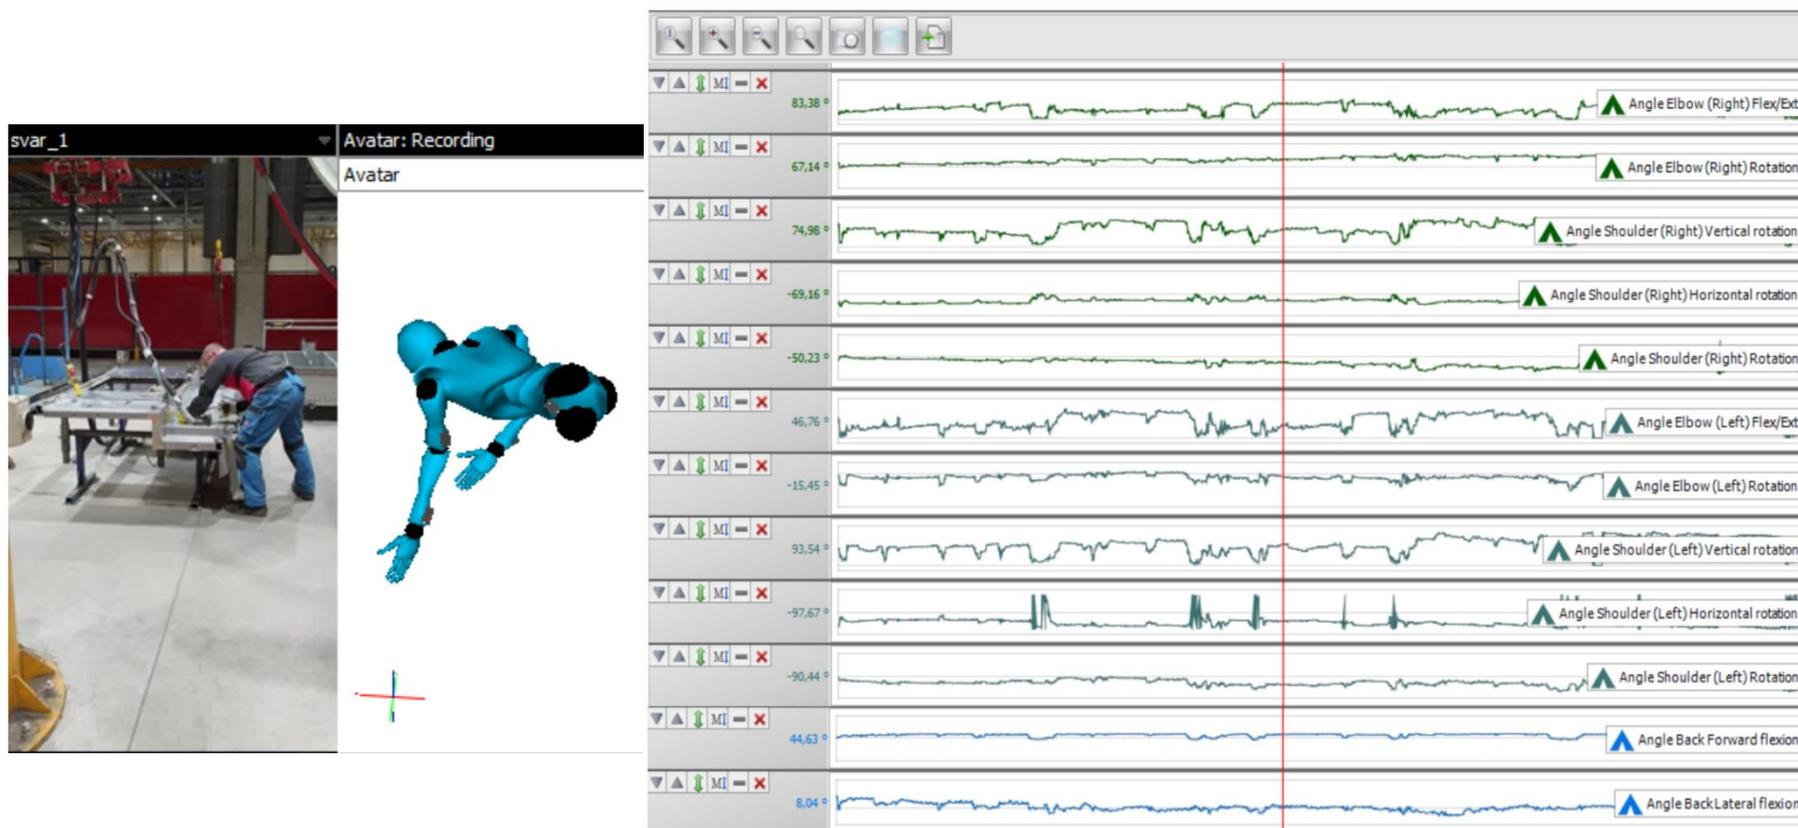 svar_1
Avatar: Recording
Avatar
MI
83,38 °
Angle Elbow (Right) Flex/Ext
MI
67,14 °
Angle Elbow (Right) Rotation
MI
74,98 °
Angle Shoulder (Right) Vertical rotation
MI
-69,16 °
Angle Shoulder (Right) Horizontal rotation
MI
-50,23 °
Angle Shoulder (Right) Rotation
MI
46,76 °
Angle Elbow (Left) Flex/Ext
MI
-15,45 °
Angle Elbow (Left) Rotation
MI
93,54 °
Angle Shoulder (Left) Vertical rotation
MI
-97,67 °
Angle Shoulder (Left) Horizontal rotation
MI
-90,44 °
Angle Shoulder (Left) Rotation
MI
44,63 °
Angle Back Forward flexion
MI
8,04 °
Angle Back Lateral flexion